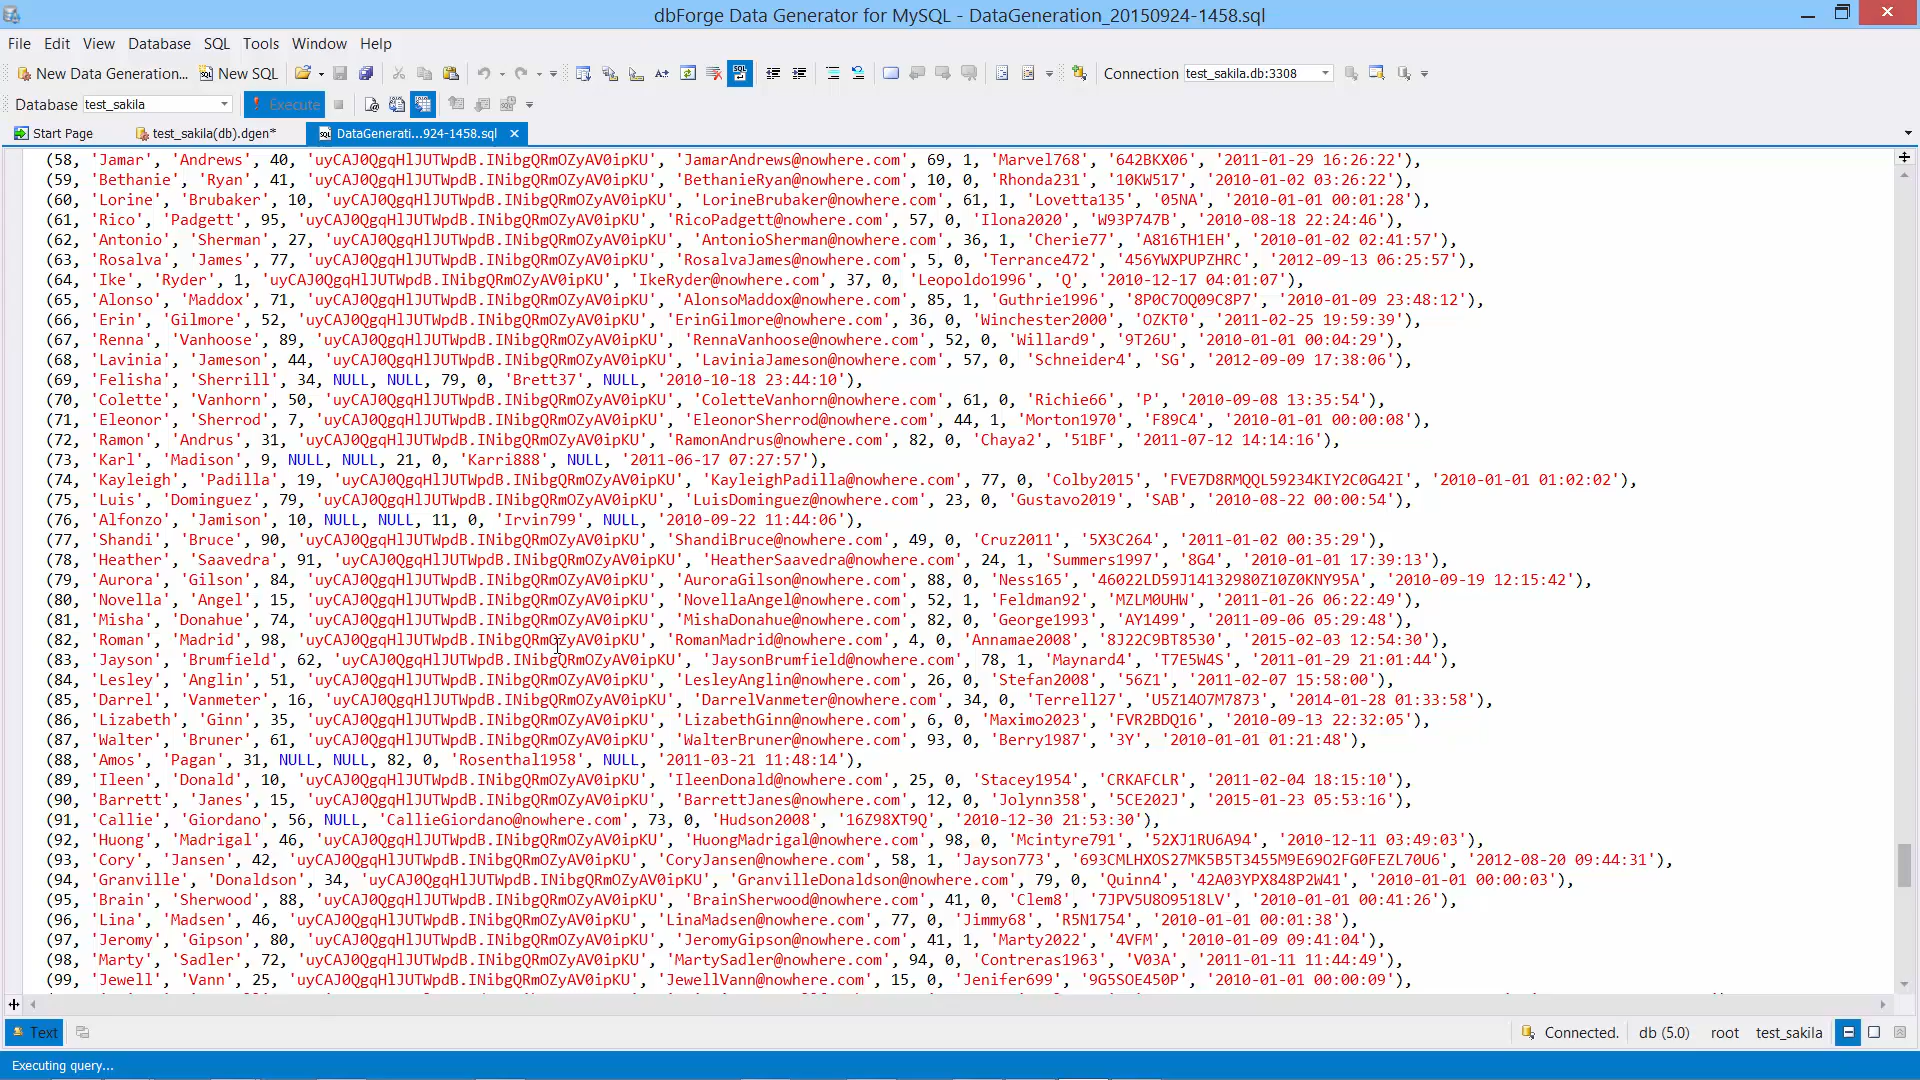 dbForge Data Generator for MySQL - DataGeneration_20150924-1458.sql
File Edit View Database SQL Tools Window Help
New Data Generation... New SQL Connection test_sakila.db:3308
Database test_sakila Execute
Start Page test_sakila(db).dgen* DataGenerati...924-1458.sql
(58, 'Jamar', 'Andrews', 40, 'uyCAJ0QgqHlJUTWpdB.INibgQRmOZyAV0ipKU', 'JamarAndrews@nowhere.com', 69, 1, 'Marvel768', '642BKX06', '2011-01-29 16:26:22'),
(59, 'Bethanie', 'Ryan', 41, 'uyCAJ0QgqHlJUTWpdB.INibgQRmOZyAV0ipKU', 'BethanieRyan@nowhere.com', 10, 0, 'Rhonda231', '10KW517', '2010-01-02 03:26:22'),
(60, 'Lorine', 'Brubaker', 10, 'uyCAJ0QgqHlJUTWpdB.INibgQRmOZyAV0ipKU', 'LorineBrubaker@nowhere.com', 61, 1, 'Lovetta135', '05NA', '2010-01-01 00:01:28'),
(61, 'Rico', 'Padgett', 95, 'uyCAJ0QgqHlJUTWpdB.INibgQRmOZyAV0ipKU', 'RicoPadgett@nowhere.com', 57, 0, 'Ilona2020', 'W93P747B', '2010-08-18 22:24:46'),
(62, 'Antonio', 'Sherman', 27, 'uyCAJ0QgqHlJUTWpdB.INibgQRmOZyAV0ipKU', 'AntonioSherman@nowhere.com', 36, 1, 'Cherie77', 'A816TH1EH', '2010-01-02 02:41:57'),
(63, 'Rosalva', 'James', 77, 'uyCAJ0QgqHlJUTWpdB.INibgQRmOZyAV0ipKU', 'RosalvaJames@nowhere.com', 5, 0, 'Terrance472', '456YWXPUPZHRC', '2012-09-13 06:25:57'),
(64, 'Ike', 'Ryder', 1, 'uyCAJ0QgqHlJUTWpdB.INibgQRmOZyAV0ipKU', 'IkeRyder@nowhere.com', 37, 0, 'Leopoldo1996', 'Q', '2010-12-17 04:01:07'),
(65, 'Alonso', 'Maddox', 71, 'uyCAJ0QgqHlJUTWpdB.INibgQRmOZyAV0ipKU', 'AlonsoMaddox@nowhere.com', 85, 1, 'Guthrie1996', '8P0C7OQ09C8P7', '2010-01-09 23:48:12'),
(66, 'Erin', 'Gilmore', 52, 'uyCAJ0QgqHlJUTWpdB.INibgQRmOZyAV0ipKU', 'ErinGilmore@nowhere.com', 36, 0, 'Winchester2000', 'OZKT0', '2011-02-25 19:59:39'),
(67, 'Renna', 'Vanhoose', 89, 'uyCAJ0QgqHlJUTWpdB.INibgQRmOZyAV0ipKU', 'RennaVanhoose@nowhere.com', 52, 0, 'Willard9', '9T26U', '2010-01-01 00:04:29'),
(68, 'Lavinia', 'Jameson', 44, 'uyCAJ0QgqHlJUTWpdB.INibgQRmOZyAV0ipKU', 'LaviniaJameson@nowhere.com', 57, 0, 'Schneider4', 'SG', '2012-09-09 17:38:06'),
(69, 'Felisha', 'Sherrill', 34, NULL, NULL, 79, 0, 'Brett37', NULL, '2010-10-18 23:44:10'),
(70, 'Colette', 'Vanhorn', 50, 'uyCAJ0QgqHlJUTWpdB.INibgQRmOZyAV0ipKU', 'ColetteVanhorn@nowhere.com', 61, 0, 'Richie66', 'P', '2010-09-08 13:35:54'),
(71, 'Eleonor', 'Sherrod', 7, 'uyCAJ0QgqHlJUTWpdB.INibgQRmOZyAV0ipKU', 'EleonorSherrod@nowhere.com', 44, 1, 'Morton1970', 'F89C4', '2010-01-01 00:00:08'),
(72, 'Ramon', 'Andrus', 31, 'uyCAJ0QgqHlJUTWpdB.INibgQRmOZyAV0ipKU', 'RamonAndrus@nowhere.com', 82, 0, 'Chaya2', '51BF', '2011-07-12 14:14:16'),
(73, 'Karl', 'Madison', 9, NULL, NULL, 21, 0, 'Karri888', NULL, '2011-06-17 07:27:57'),
(74, 'Kayleigh', 'Padilla', 19, 'uyCAJ0QgqHlJUTWpdB.INibgQRmOZyAV0ipKU', 'KayleighPadilla@nowhere.com', 77, 0, 'Colby2015', 'FVE7D8RMQQL59234KIY2C0G42I', '2010-01-01 01:02:02'),
(75, 'Luis', 'Dominguez', 79, 'uyCAJ0QgqHlJUTWpdB.INibgQRmOZyAV0ipKU', 'LuisDominguez@nowhere.com', 23, 0, 'Gustavo2019', 'SAB', '2010-08-22 00:00:54'),
(76, 'Alfonzo', 'Jamison', 10, NULL, NULL, 11, 0, 'Irvin799', NULL, '2010-09-22 11:44:06'),
(77, 'Shandi', 'Bruce', 90, 'uyCAJ0QgqHlJUTWpdB.INibgQRmOZyAV0ipKU', 'ShandiBruce@nowhere.com', 49, 0, 'Cruz2011', '5X3C264', '2011-01-02 00:35:29'),
(78, 'Heather', 'Saavedra', 91, 'uyCAJ0QgqHlJUTWpdB.INibgQRmOZyAV0ipKU', 'HeatherSaavedra@nowhere.com', 24, 1, 'Summers1997', '8G4', '2010-01-01 17:39:13'),
(79, 'Aurora', 'Gilson', 84, 'uyCAJ0QgqHlJUTWpdB.INibgQRmOZyAV0ipKU', 'AuroraGilson@nowhere.com', 88, 0, 'Ness165', '46022LD59J14132980Z10Z0KNY95A', '2010-09-19 12:15:42'),
(80, 'Novella', 'Angel', 15, 'uyCAJ0QgqHlJUTWpdB.INibgQRmOZyAV0ipKU', 'NovellaAngel@nowhere.com', 52, 1, 'Feldman92', 'MZLM0UHW', '2011-01-26 06:22:49'),
(81, 'Misha', 'Donahue', 74, 'uyCAJ0QgqHlJUTWpdB.INibgQRmOZyAV0ipKU', 'MishaDonahue@nowhere.com', 82, 0, 'George1993', 'AY1499', '2011-09-06 05:29:48'),
(82, 'Roman', 'Madrid', 98, 'uyCAJ0QgqHlJUTWpdB.INibgQRmOZyAV0ipKU', 'RomanMadrid@nowhere.com', 4, 0, 'Annamae2008', '8J22C9BT8530', '2015-02-03 12:54:30'),
(83, 'Jayson', 'Brumfield', 62, 'uyCAJ0QgqHlJUTWpdB.INibgQRmOZyAV0ipKU', 'JaysonBrumfield@nowhere.com', 78, 1, 'Maynard4', 'T7E5W4S', '2011-01-29 21:01:44'),
(84, 'Lesley', 'Anglin', 51, 'uyCAJ0QgqHlJUTWpdB.INibgQRmOZyAV0ipKU', 'LesleyAnglin@nowhere.com', 26, 0, 'Stefan2008', '56Z1', '2011-02-07 15:58:00'),
(85, 'Darrel', 'Vanmeter', 16, 'uyCAJ0QgqHlJUTWpdB.INibgQRmOZyAV0ipKU', 'DarrelVanmeter@nowhere.com', 34, 0, 'Terrell27', 'U5Z14O7M7873', '2014-01-28 01:33:58'),
(86, 'Lizabeth', 'Ginn', 35, 'uyCAJ0QgqHlJUTWpdB.INibgQRmOZyAV0ipKU', 'LizabethGinn@nowhere.com', 6, 0, 'Maximo2023', 'FVR2BDQ16', '2010-09-13 22:32:05'),
(87, 'Walter', 'Bruner', 61, 'uyCAJ0QgqHlJUTWpdB.INibgQRmOZyAV0ipKU', 'WalterBruner@nowhere.com', 93, 0, 'Berry1987', '3Y', '2010-01-01 01:21:48'),
(88, 'Amos', 'Pagan', 31, NULL, NULL, 82, 0, 'Rosenthal1958', NULL, '2011-03-21 11:48:14'),
(89, 'Ileen', 'Donald', 10, 'uyCAJ0QgqHlJUTWpdB.INibgQRmOZyAV0ipKU', 'IleenDonald@nowhere.com', 25, 0, 'Stacey1954', 'CRKAFCLR', '2011-02-04 18:15:10'),
(90, 'Barrett', 'Janes', 15, 'uyCAJ0QgqHlJUTWpdB.INibgQRmOZyAV0ipKU', 'BarrettJanes@nowhere.com', 12, 0, 'Jolynn358', '5CE202J', '2015-01-23 05:53:16'),
(91, 'Callie', 'Giordano', 56, NULL, 'CallieGiordano@nowhere.com', 73, 0, 'Hudson2008', '16Z98XT9Q', '2010-12-30 21:53:30'),
(92, 'Huong', 'Madrigal', 46, 'uyCAJ0QgqHlJUTWpdB.INibgQRmOZyAV0ipKU', 'HuongMadrigal@nowhere.com', 98, 0, 'Mcintyre791', '52XJ1RU6A94', '2010-12-11 03:49:03'),
(93, 'Cory', 'Jansen', 42, 'uyCAJ0QgqHlJUTWpdB.INibgQRmOZyAV0ipKU', 'CoryJansen@nowhere.com', 58, 1, 'Jayson773', '693CMLHXOS27MK5B5T3455M9E69O2FG0FEZL70U6', '2012-08-20 09:44:31'),
(94, 'Granville', 'Donaldson', 34, 'uyCAJ0QgqHlJUTWpdB.INibgQRmOZyAV0ipKU', 'GranvilleDonaldson@nowhere.com', 79, 0, 'Quinn4', '42A03YPX848P2W41', '2010-01-01 00:00:03'),
(95, 'Brain', 'Sherwood', 88, 'uyCAJ0QgqHlJUTWpdB.INibgQRmOZyAV0ipKU', 'BrainSherwood@nowhere.com', 41, 0, 'Clem8', '7JPV5U8O9518LV', '2010-01-01 00:41:26'),
(96, 'Lina', 'Madsen', 46, 'uyCAJ0QgqHlJUTWpdB.INibgQRmOZyAV0ipKU', 'LinaMadsen@nowhere.com', 77, 0, 'Jimmy68', 'R5N1754', '2010-01-01 00:01:38'),
(97, 'Jeromy', 'Gipson', 80, 'uyCAJ0QgqHlJUTWpdB.INibgQRmOZyAV0ipKU', 'JeromyGipson@nowhere.com', 41, 1, 'Marty2022', '4VFM', '2010-01-09 09:41:04'),
(98, 'Marty', 'Sadler', 72, 'uyCAJ0QgqHlJUTWpdB.INibgQRmOZyAV0ipKU', 'MartySadler@nowhere.com', 94, 0, 'Contreras1963', 'V03A', '2011-01-11 11:44:49'),
(99, 'Jewell', 'Vann', 25, 'uyCAJ0QgqHlJUTWpdB.INibgQRmOZyAV0ipKU', 'JewellVann@nowhere.com', 15, 0, 'Jenifer699', '9G5SOE450P', '2010-01-01 00:00:09'),
Text Connected. db (5.0) root test_sakila
Executing query...